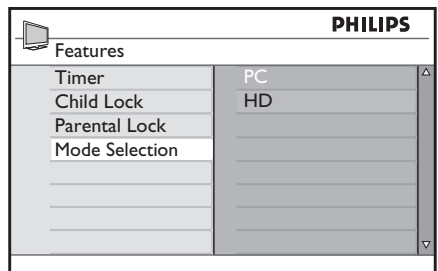 PHILIPS
Features
Timer
PC
Child Lock
HD
Parental Lock
Mode Selection